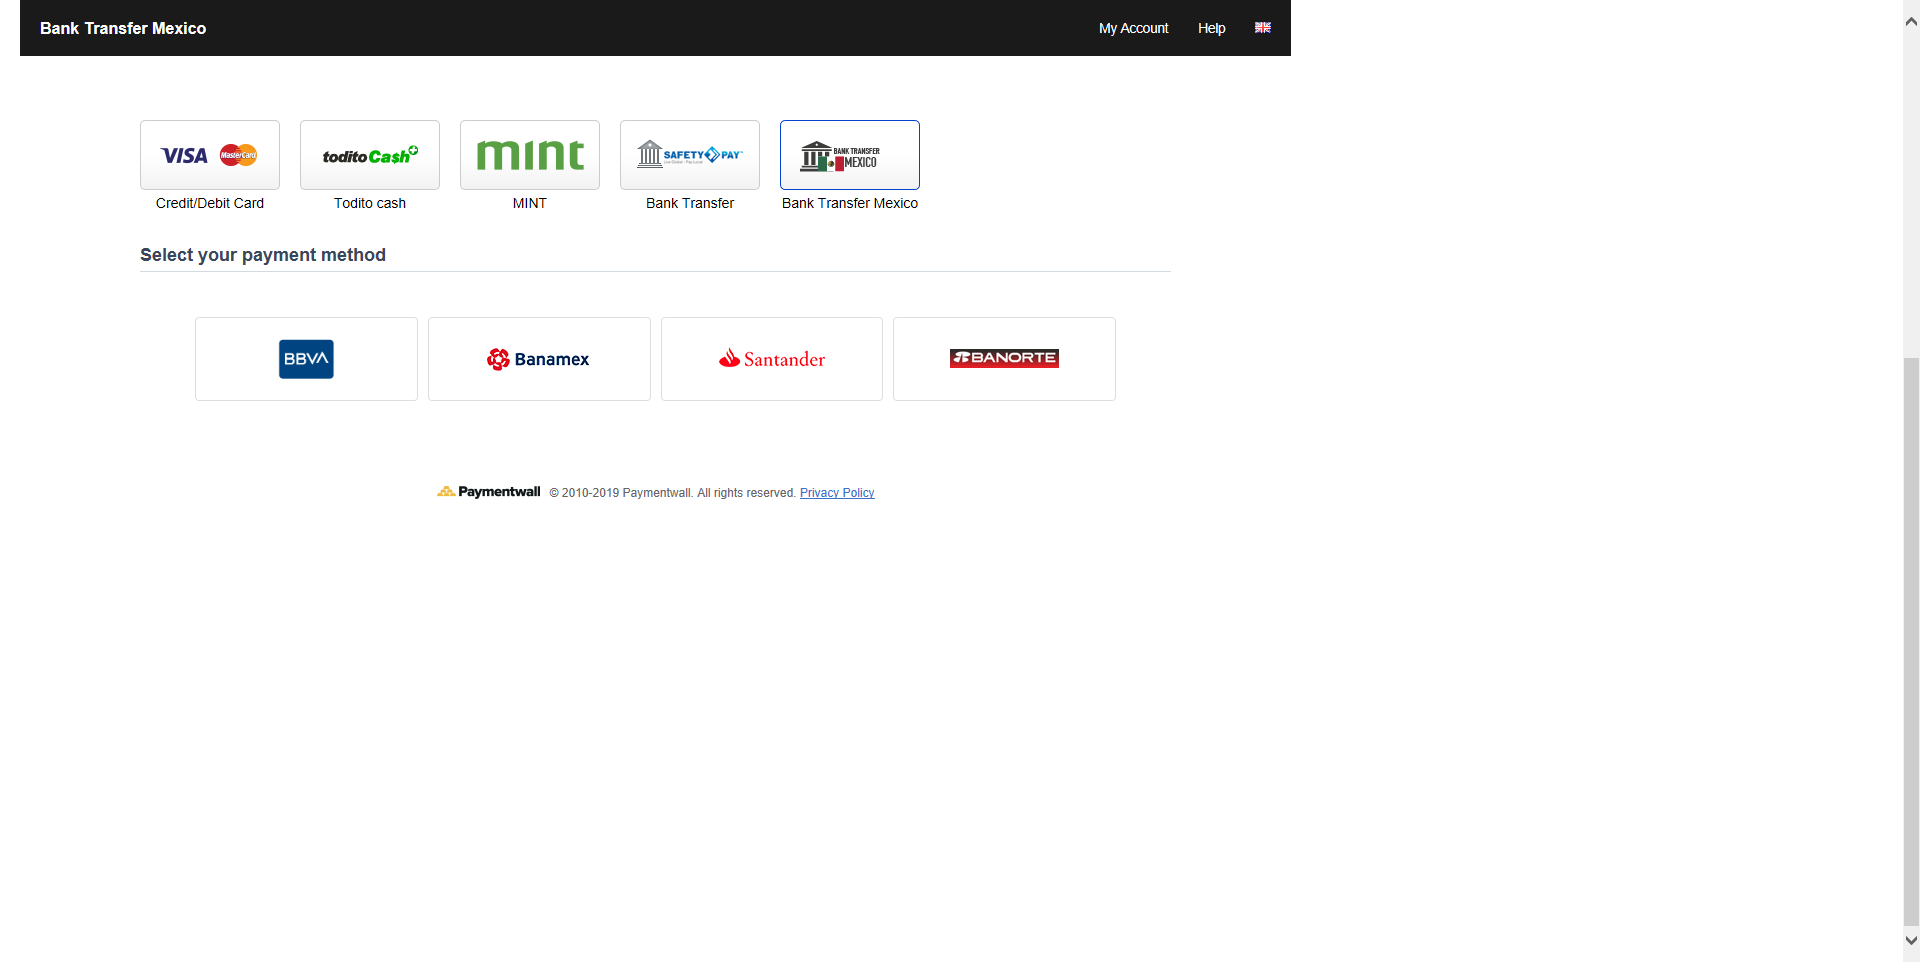 Bank Transfer Mexico
My Account
Help
VISA
MasterCard
todito Cash
mint
SAFETY PAY
BANK TRANSFER
MEXICO
Credit/Debit Card
Todito cash
MINT
Bank Transfer
Bank Transfer Mexico
Select your payment method
BBVA
Banamex
Santander
BANORTE
Paymentwall © 2010-2019 Paymentwall. All rights reserved. Privacy Policy